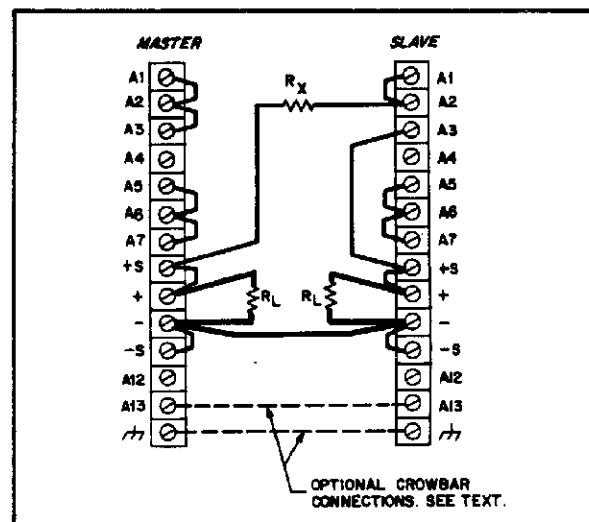 MASTER
SLAVE
A1
A2
A3
A4
A5
A6
A7
+S
+
-
-S
A12
A13
RX
RL
RL
A1
A2
A3
A4
A5
A6
A7
+S
+
-
-S
A12
A13
OPTIONAL CROWBAR
CONNECTIONS. SEE TEXT.